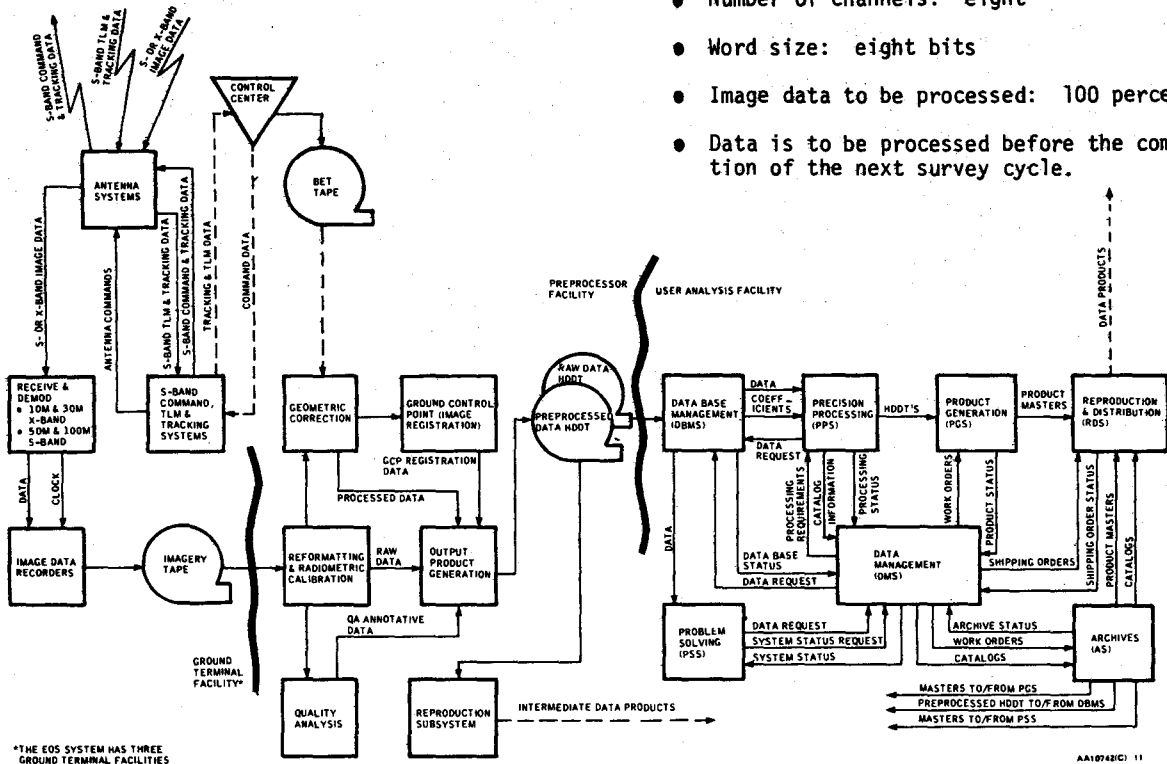 • Number of channels: eight
• Word size: eight bits
• Image data to be processed: 100 perce
• Data is to be processed before the com
tion of the next survey cycle.
S-BAND COMMAND
& TRACKING DATA
S-BAND TLM &
TRACKING DATA
S- OR X-BAND
IMAGE DATA
CONTROL
CENTER
ANTENNA
SYSTEMS
BET
TAPE
S- OR X-BAND IMAGE DATA
ANTENNA COMMANDS
S-BAND TLM & TRACKING DATA
S-BAND COMMAND & TRACKING DATA
TRACKING & TLM DATA
COMMAND DATA
PREPROCESSOR
FACILITY
USER ANALYSIS FACILITY
DATA PRODUCTS
RECEIVE &
DEMOD
• 10M & 30M
X-BAND
• 50M & 100M
S-BAND
S-BAND
COMMAND,
TLM &
TRACKING
SYSTEMS
GEOMETRIC
CORRECTION
GROUND CONTROL
POINT (IMAGE
REGISTRATION)
RAW DATA
HDDT
PREPROCESSED
DATA HDDT
DATA BASE
MANAGEMENT
(DBMS)
DATA
COEFF-
ICIENTS
DATA
REQUEST
PRECISION
PROCESSING
(PPS)
HDDT'S
PRODUCT
GENERATION
(PGS)
PRODUCT
MASTERS
REPRODUCTION
& DISTRIBUTION
(RDS)
DATA
CLOCK
GCP REGISTRATION
DATA
PROCESSED DATA
PROCESSING
REQUIREMENTS
CATALOG
INFORMATION
PROCESSING
STATUS
WORK ORDERS
PRODUCT STATUS
SHIPPING ORDER STATUS
PRODUCT MASTERS
CATALOGS
IMAGE DATA
RECORDERS
IMAGERY
TAPE
REFORMATTING
& RADIOMETRIC
CALIBRATION
RAW
DATA
OUTPUT
PRODUCT
GENERATION
DATA
DATA BASE
STATUS
DATA REQUEST
DATA
MANAGEMENT
(DMS)
SHIPPING ORDERS
QA ANNOTATIVE
DATA
GROUND
TERMINAL
FACILITY*
PROBLEM
SOLVING
(PSS)
DATA REQUEST
SYSTEM STATUS REQUEST
SYSTEM STATUS
ARCHIVE STATUS
WORK ORDERS
CATALOGS
ARCHIVES
(AS)
QUALITY
ANALYSIS
REPRODUCTION
SUBSYSTEM
INTERMEDIATE DATA PRODUCTS
MASTERS TO/FROM PGS
PREPROCESSED HDDT TO/FROM DBMS
MASTERS TO/FROM PSS
*THE EOS SYSTEM HAS THREE
GROUND TERMINAL FACILITIES
AA10742(C) 11